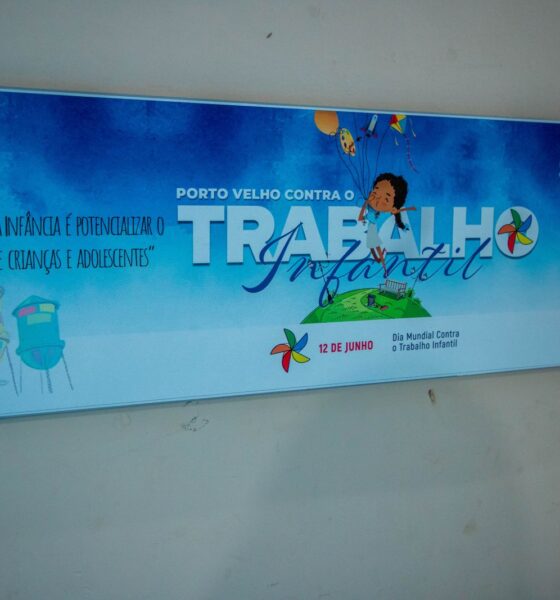 A INFÂNCIA É POTENCIALIZAR O
E CRIANÇAS E ADOLESCENTES"
PORTO VELHO CONTRA O
TRABALHO
Infantil
12 DE JUNHO
Dia Mundial Contra
o Trabalho Infantil